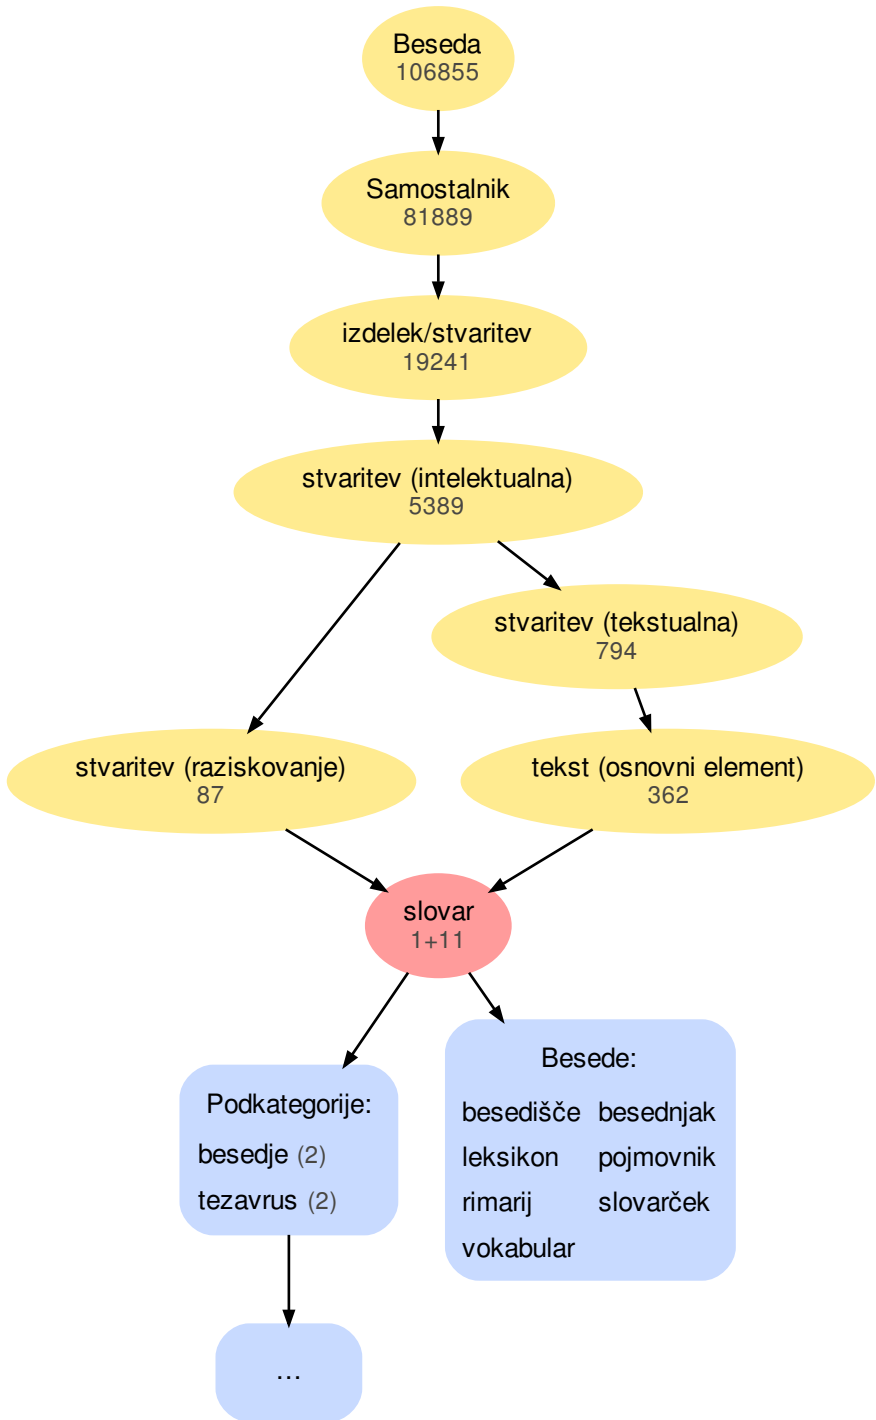 Beseda
106855
Samostalnik
81889
izdelek/stvaritev
19241
stvaritev (intelektualna)
5389
stvaritev (tekstualna)
794
stvaritev (raziskovanje)
87
tekst (osnovni element)
362
slovar
1+11
Podkategorije:
besedje (2)
tezavrus (2)
Besede:
besedišče besednjak
leksikon pojmovnik
rimarij slovarček
vokabular
...